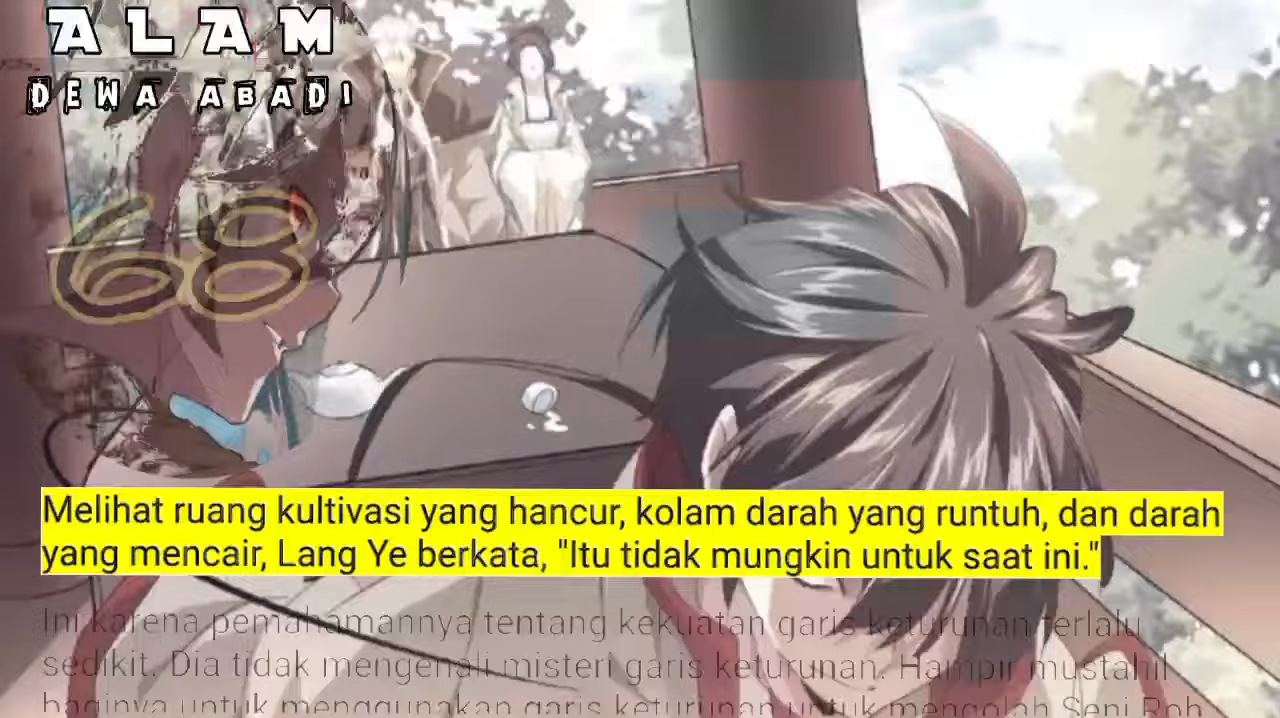 ALAM
DEWA ABADI
68
Melihat ruang kultivasi yang hancur, kolam darah yang runtuh, dan darah
yang mencair, Lang Ye berkata, "Itu tidak mungkin untuk saat ini."
Ini karena pemahamannya tentang kekuatan garis keturunan terlalu
sedikit. Dia tidak mengenali misteri garis keturunan. Hampir mustahil
baginya untuk menggunakan garis keturunan untuk mengolah Seni Roh